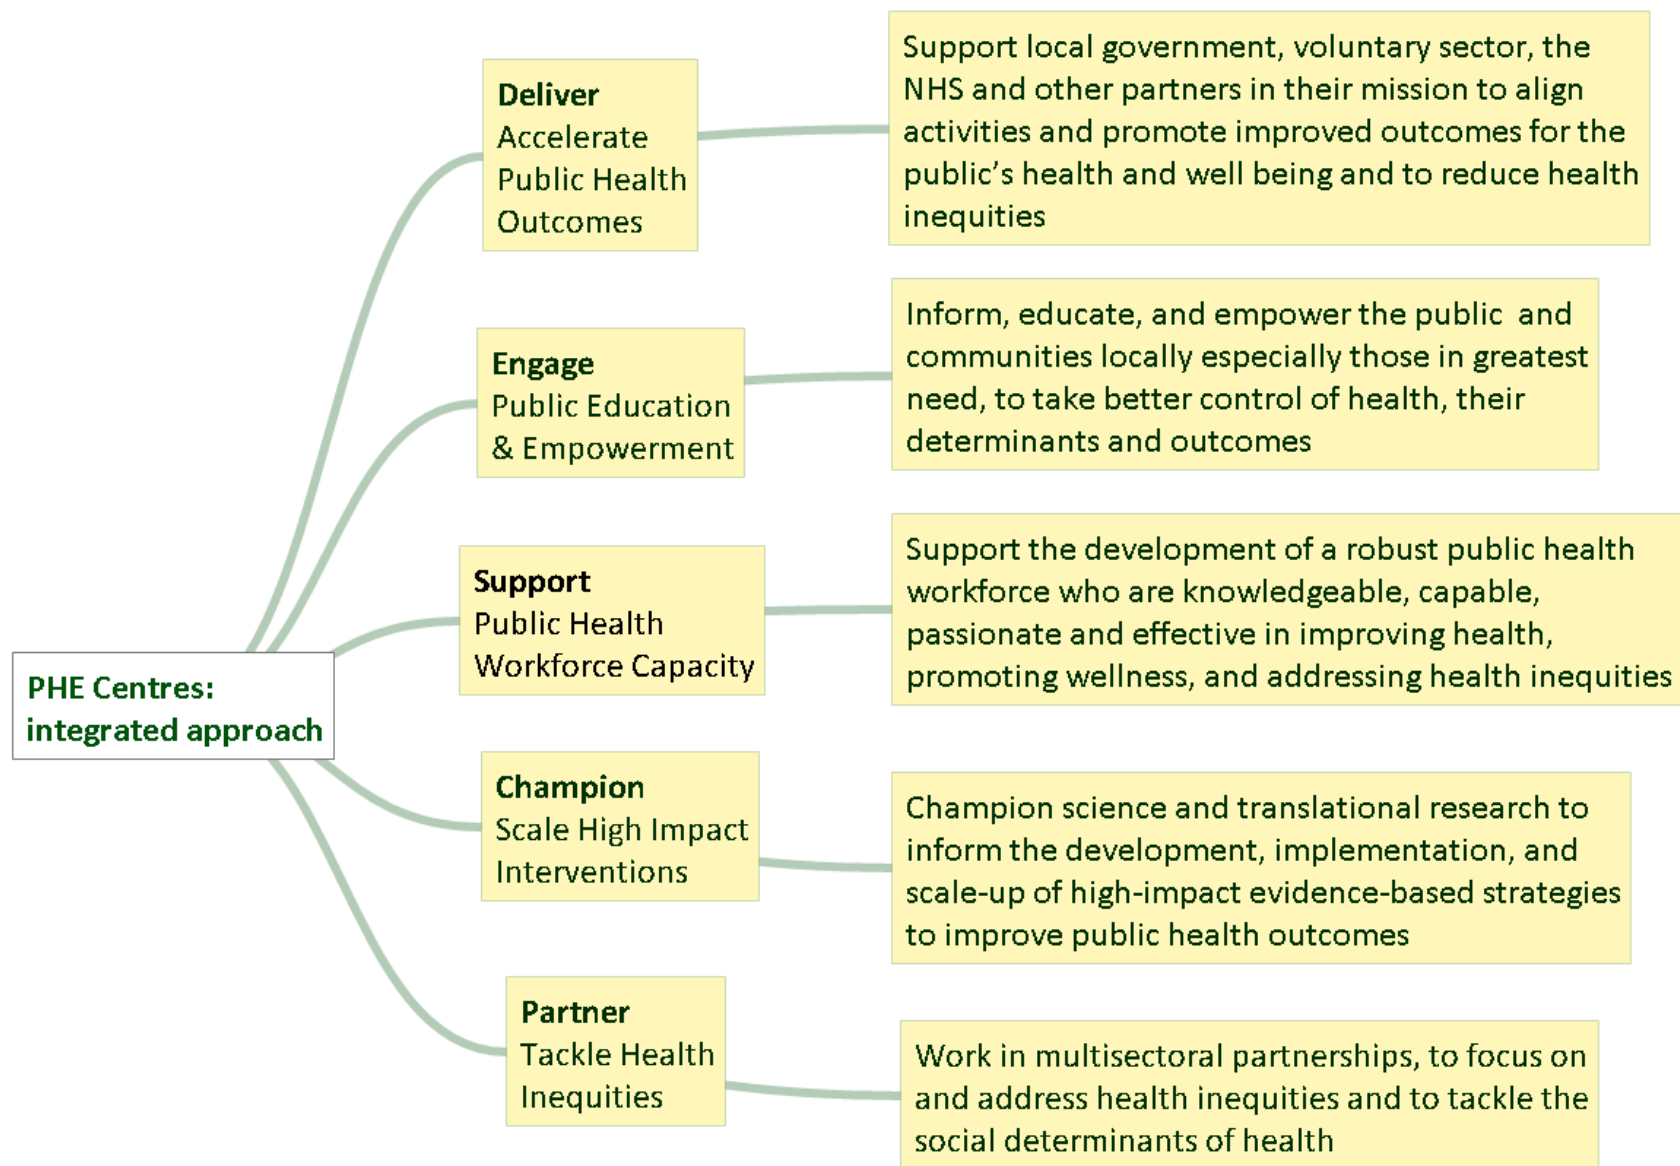 PHE Centres:
integrated approach
Deliver
Accelerate
Public Health
Outcomes
Support local government, voluntary sector, the
NHS and other partners in their mission to align
activities and promote improved outcomes for the
public’s health and well being and to reduce health
inequities
Engage
Public Education
& Empowerment
Inform, educate, and empower the public  and
communities locally especially those in greatest
need, to take better control of health, their
determinants and outcomes
Support
Public Health
Workforce Capacity
Support the development of a robust public health
workforce who are knowledgeable, capable,
passionate and effective in improving health,
promoting wellness, and addressing health inequities
Champion
Scale High Impact
Interventions
Champion science and translational research to
inform the development, implementation, and
scale-up of high-impact evidence-based strategies
to improve public health outcomes
Partner
Tackle Health
Inequities
Work in multisectoral partnerships, to focus on
and address health inequities and to tackle the
social determinants of health